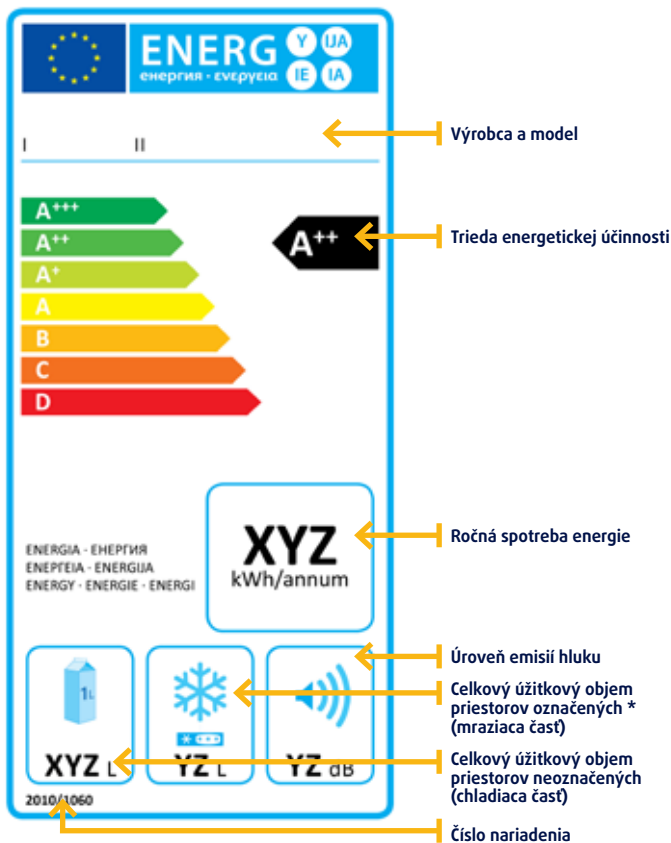 ENERG Y IJA
енергия · ενεργεια IE IA
I II
Výrobca a model
A+++
A++
A++
Trieda energetickej účinnosti
A+
A
B
C
D
XYZ
kWh/annum
Ročná spotreba energie
ENERGIA · ЕНЕРГИЯ
ΕΝΕΡΓΕΙΑ · ENERGIJA
ENERGY · ENERGIE · ENERGI
Úroveň emisií hluku
Celkový úžitkový objem
priestorov označených *
(mraziaca časť)
1L
XYZ L
YZ L
YZ dB
Celkový úžitkový objem
priestorov neoznačených
(chladiaca časť)
2010/1060
Číslo nariadenia